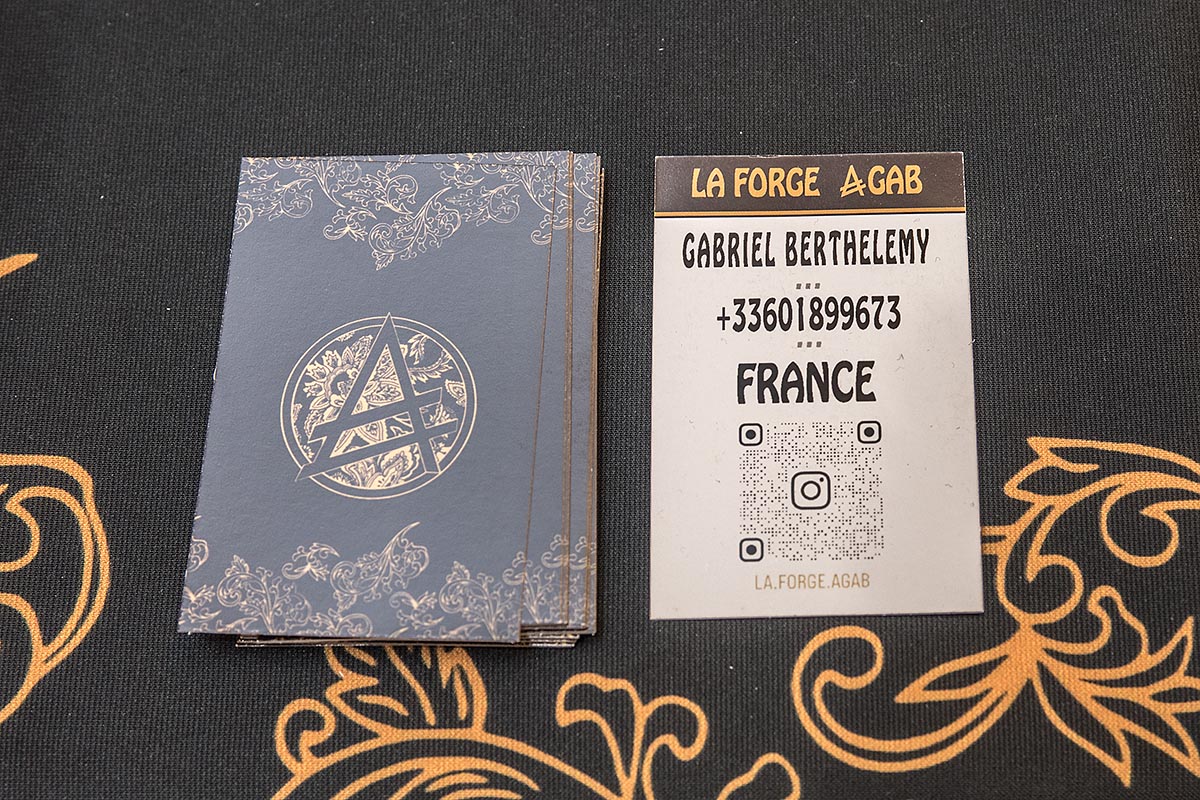 LA FORGE AGAB
GABRIEL BERTHELEMY
+33601899673
FRANCE
LA.FORGE.AGAB